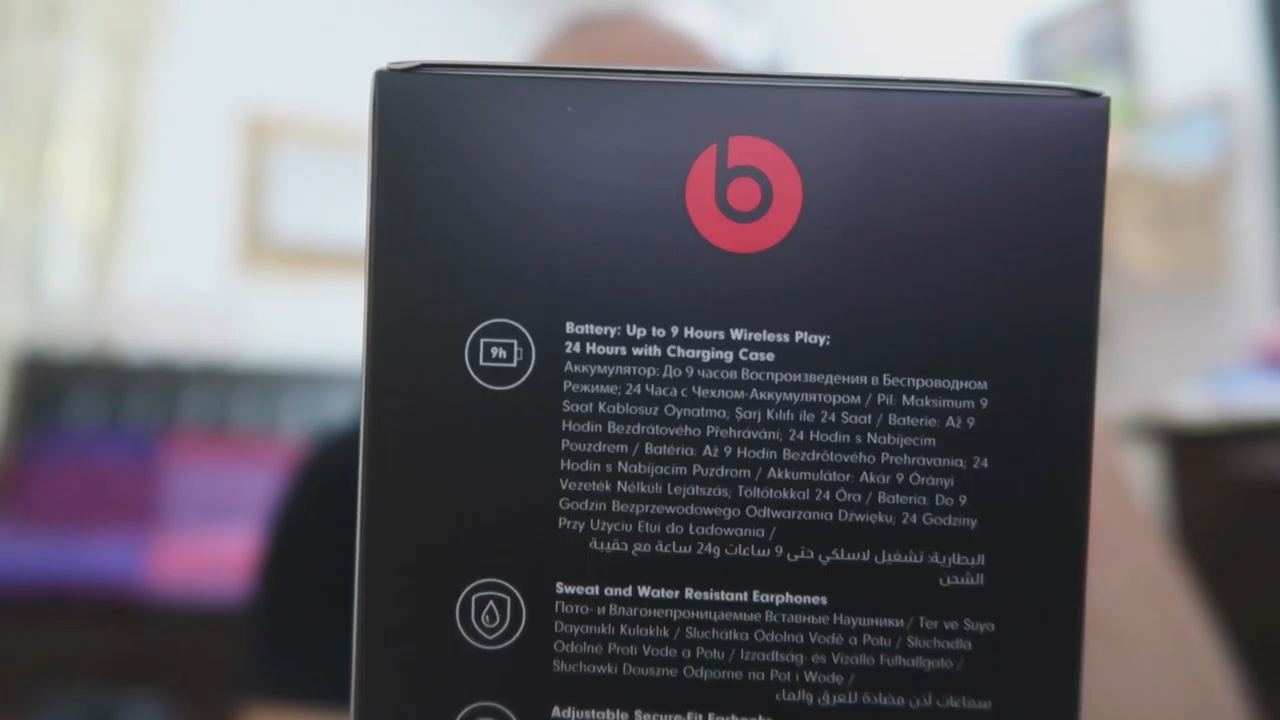 b
9h
Battery: Up to 9 Hours Wireless Play;
24 Hours with Charging Case
Аккумулятор: До 9 часов Воспроизведения в Беспроводном
Режиме; 24 Часа с Чехлом-Аккумулятором / Pil: Maksimum 9
Saat Kablosuz Oynatma; Şarj Kılıfı ile 24 Saat / Baterie: Až 9
Hodin Bezdrátového Přehrávání; 24 Hodin s Nabíjecím
Pouzdrem / Batéria: Až 9 Hodín Bezdrôtového Prehrávania; 24
Hodín s Nabíjacím Puzdrom / Akkumulátor: Akár 9 Órányi
Vezeték Nélküli Lejátszás; Töltőtokkal 24 Óra / Bateria: Do 9
Godzin Bezprzewodowego Odtwarzania Dźwięku; 24 Godziny
Przy Użyciu Etui do Ładowania /
البطارية: تشغيل لاسلكي حتى 9 ساعات و24 ساعة مع حقيبة
الشحن
Sweat and Water Resistant Earphones
Пото- и Влагонепроницаемые Вставные Наушники / Ter ve Suya
Dayanıklı Kulaklık / Sluchátka Odolná Vodě a Potu / Slúchadlá
Odolné Proti Vode a Potu / Izzadtság- és Vízálló Fülhallgató /
Słuchawki Douszne Odporne na Pot i Wodę /
سماعات أذن مضادة للعرق والماء
Adjustable Secure-Fit Earhooks